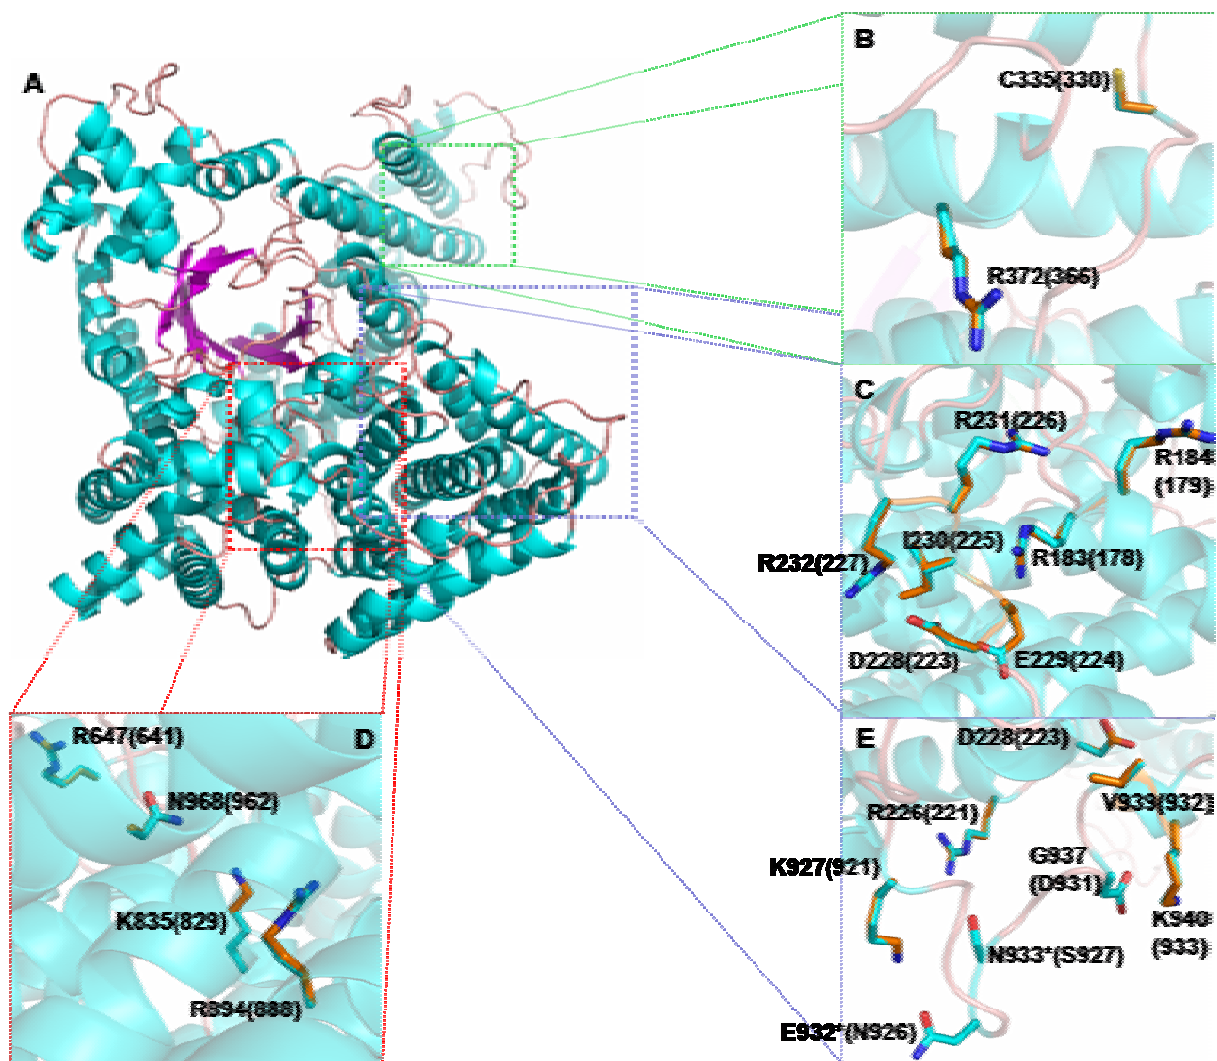 A
B
C335(330)
R372(366)
C
R231(226)
R184
(179)
I230(225)
R183(178)
R232(227)
D228(223)
E229(224)
D
R647(641)
N968(962)
K835(829)
R894(888)
E
D228(223)
V939(932)
R226(221)
K927(921)
G937
(D931)
K940
(933)
N933*(S927)
E932*(N926)